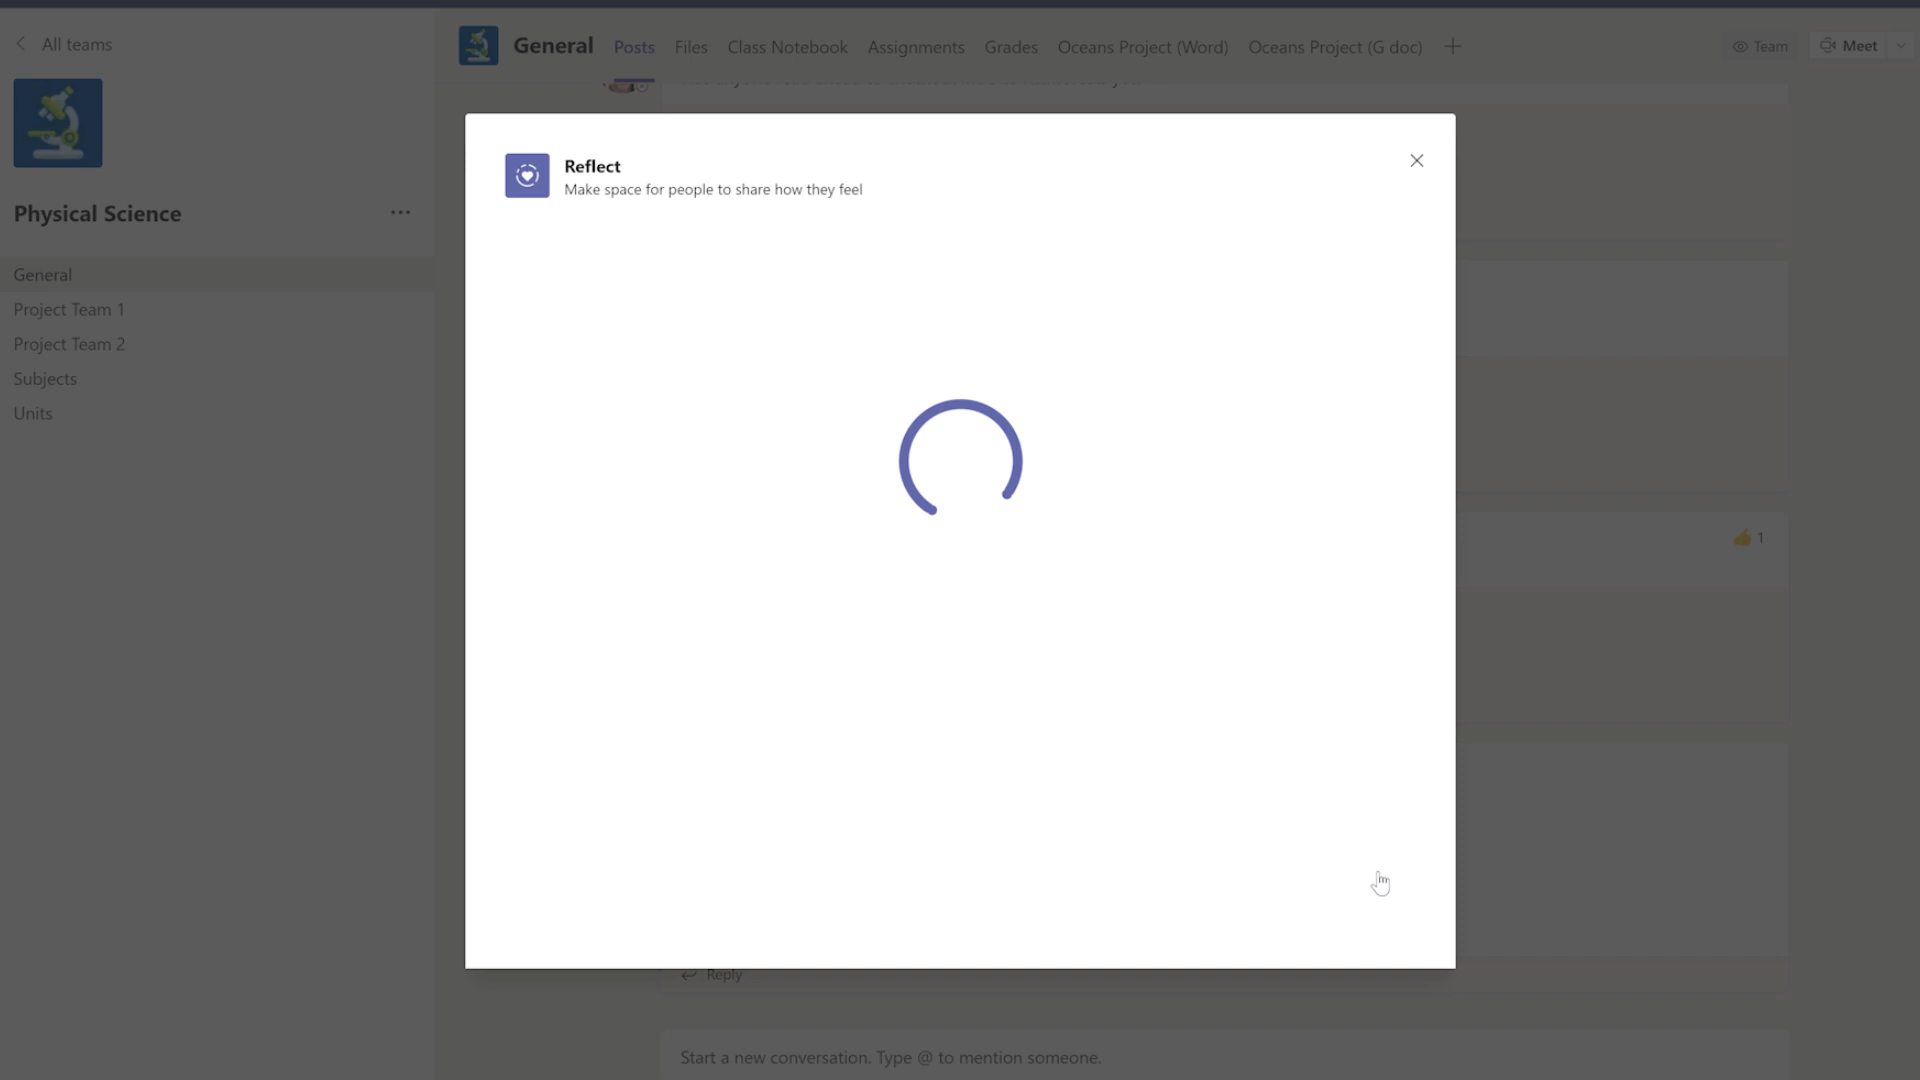 All teams
General
Posts
Files
Class Notebook
Assignments
Grades
Oceans Project (Word)
Oceans Project (G doc)
Team
Meet
Physical Science
General
Project Team 1
Project Team 2
Subjects
Units
Reflect
Make space for people to share how they feel
1
Reply
Start a new conversation. Type @ to mention someone.